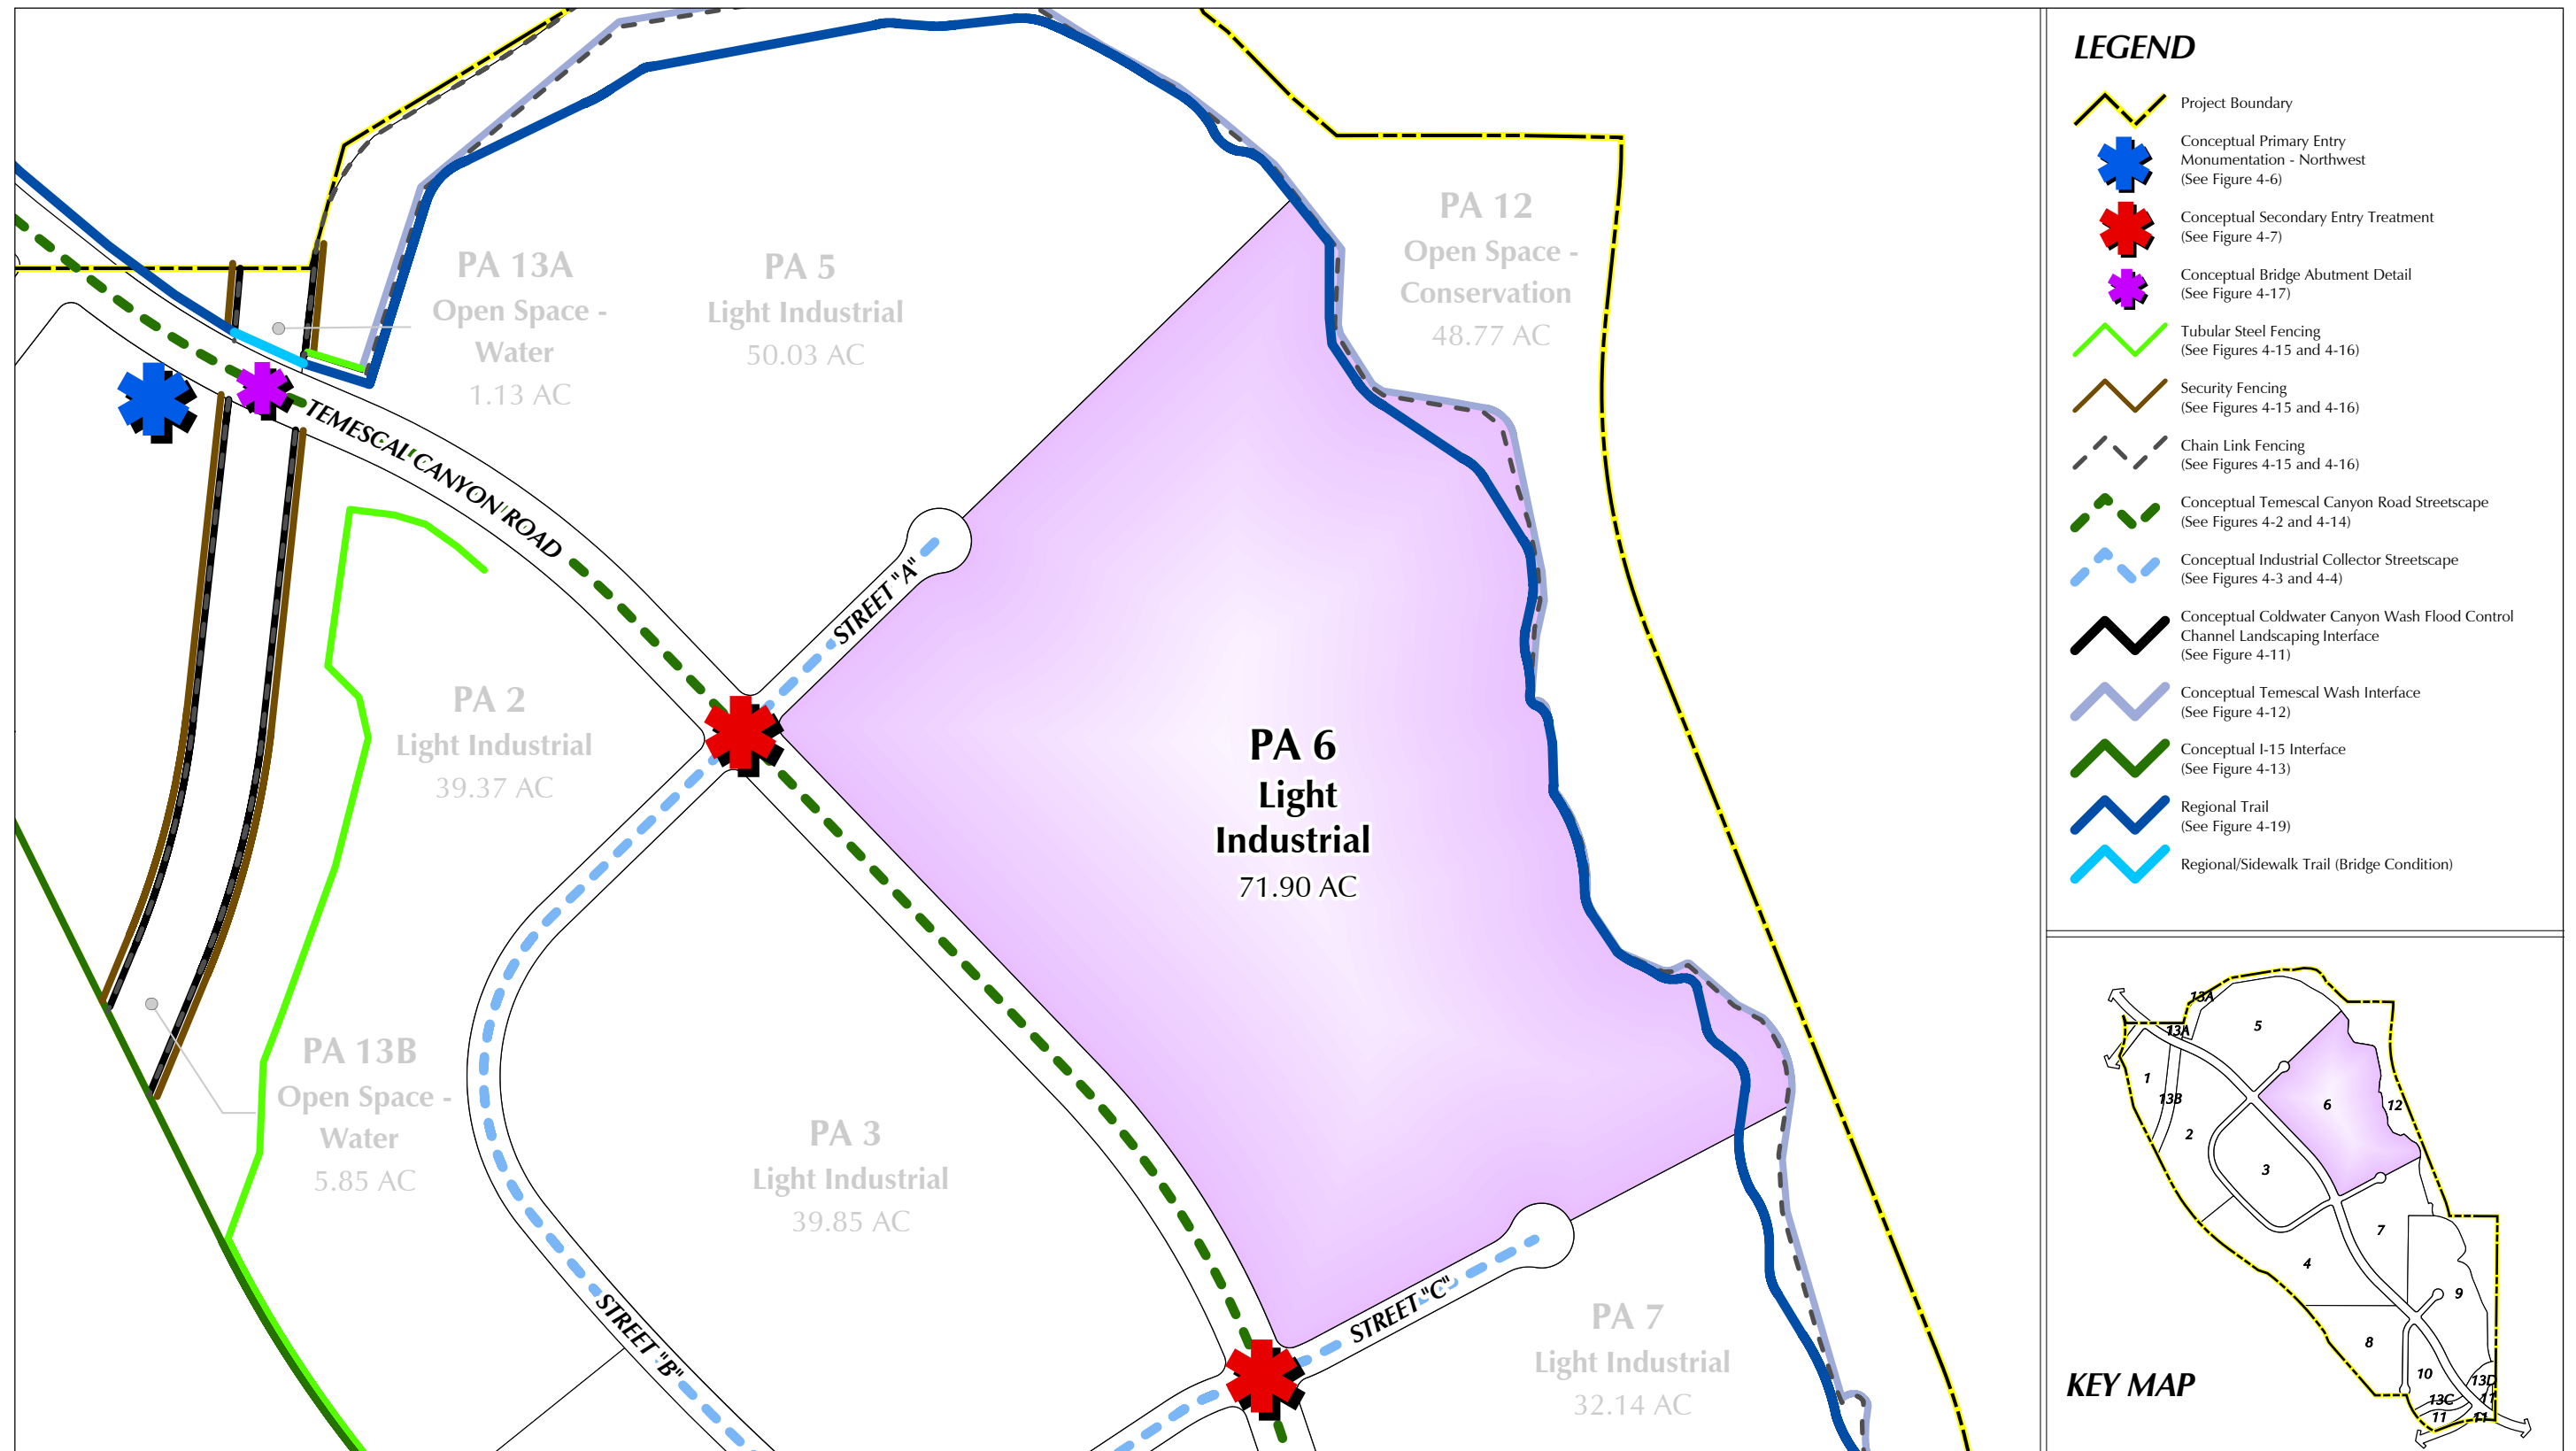 PA 13A
Open Space -
Water
1.13 AC
PA 5
Light Industrial
50.03 AC
PA 12
Open Space -
Conservation
48.77 AC
TEMESCAL CANYON ROAD
STREET "A"
PA 2
Light Industrial
39.37 AC
PA 6
Light
Industrial
71.90 AC
PA 13B
Open Space -
Water
5.85 AC
PA 3
Light Industrial
39.85 AC
STREET "B"
STREET "C"
PA 7
Light Industrial
32.14 AC
LEGEND
Project Boundary
Conceptual Primary Entry
Monumentation - Northwest
(See Figure 4-6)
Conceptual Secondary Entry Treatment
(See Figure 4-7)
Conceptual Bridge Abutment Detail
(See Figure 4-17)
Tubular Steel Fencing
(See Figures 4-15 and 4-16)
Security Fencing
(See Figures 4-15 and 4-16)
Chain Link Fencing
(See Figures 4-15 and 4-16)
Conceptual Temescal Canyon Road Streetscape
(See Figures 4-2 and 4-14)
Conceptual Industrial Collector Streetscape
(See Figures 4-3 and 4-4)
Conceptual Coldwater Canyon Wash Flood Control
Channel Landscaping Interface
(See Figure 4-11)
Conceptual Temescal Wash Interface
(See Figure 4-12)
Conceptual I-15 Interface
(See Figure 4-13)
Regional Trail
(See Figure 4-19)
Regional/Sidewalk Trail (Bridge Condition)
13A
5
13A
1
13B
6
12
2
3
7
4
9
8
10
13D
13C
11
11
11
KEY MAP